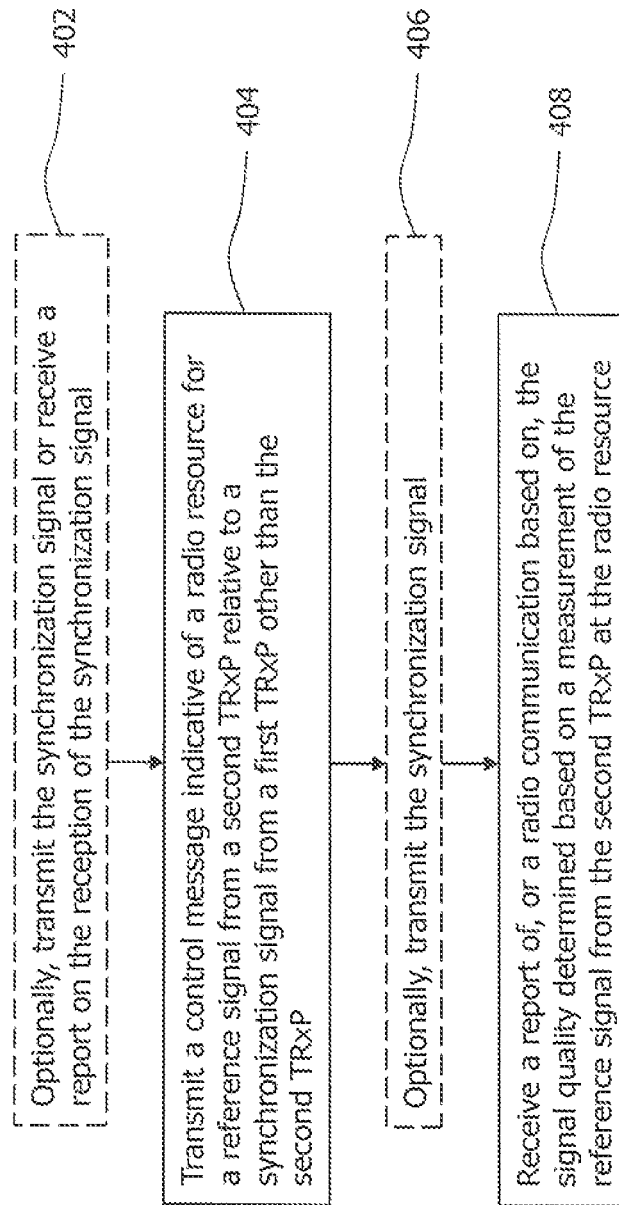 Optionally, transmit the synchronization signal or receive a
report on the reception of the synchronization signal
402
Transmit a control message indicative of a radio resource for
a reference signal from a second TRxP relative to a
synchronization signal from a first TRxP other than the
second TRxP
404
Optionally, transmit the synchronization signal
406
Receive a report of, or a radio communication based on, the
signal quality determined based on a measurement of the
reference signal from the second TRxP at the radio resource
408